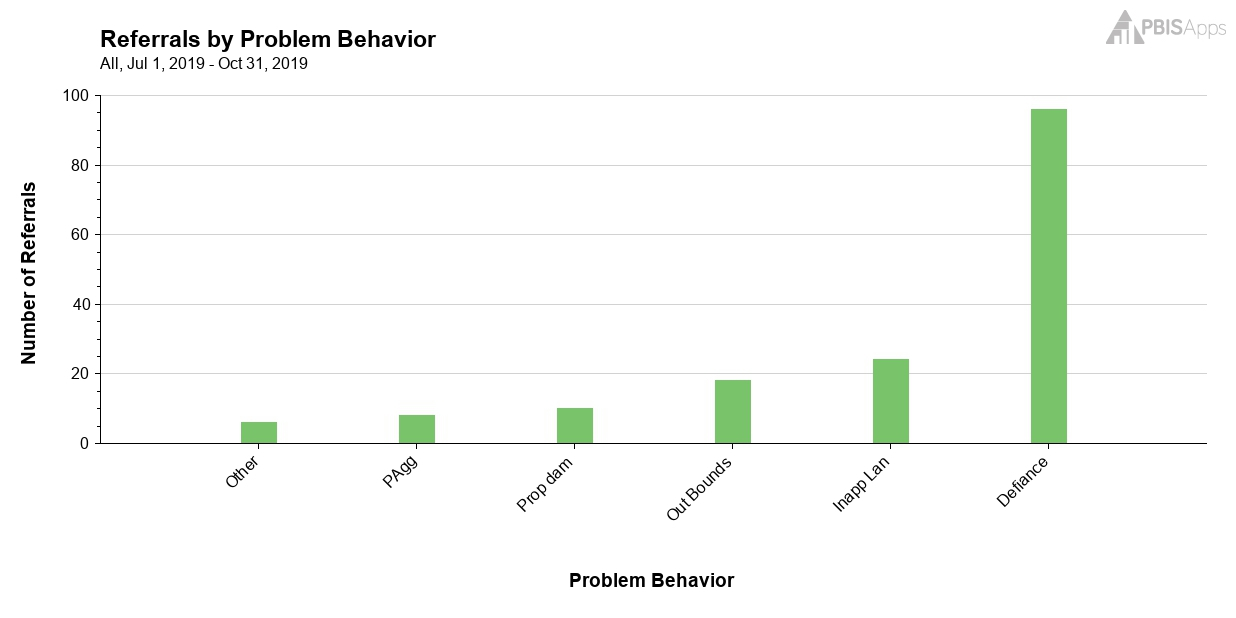 PBISApps
Referrals by Problem Behavior
All, Jul 1, 2019 - Oct 31, 2019
Number of Referrals
100
80
60
40
20
0
Other
PAgg
Prop dam
Out Bounds
Inapp Lan
Defiance
Problem Behavior